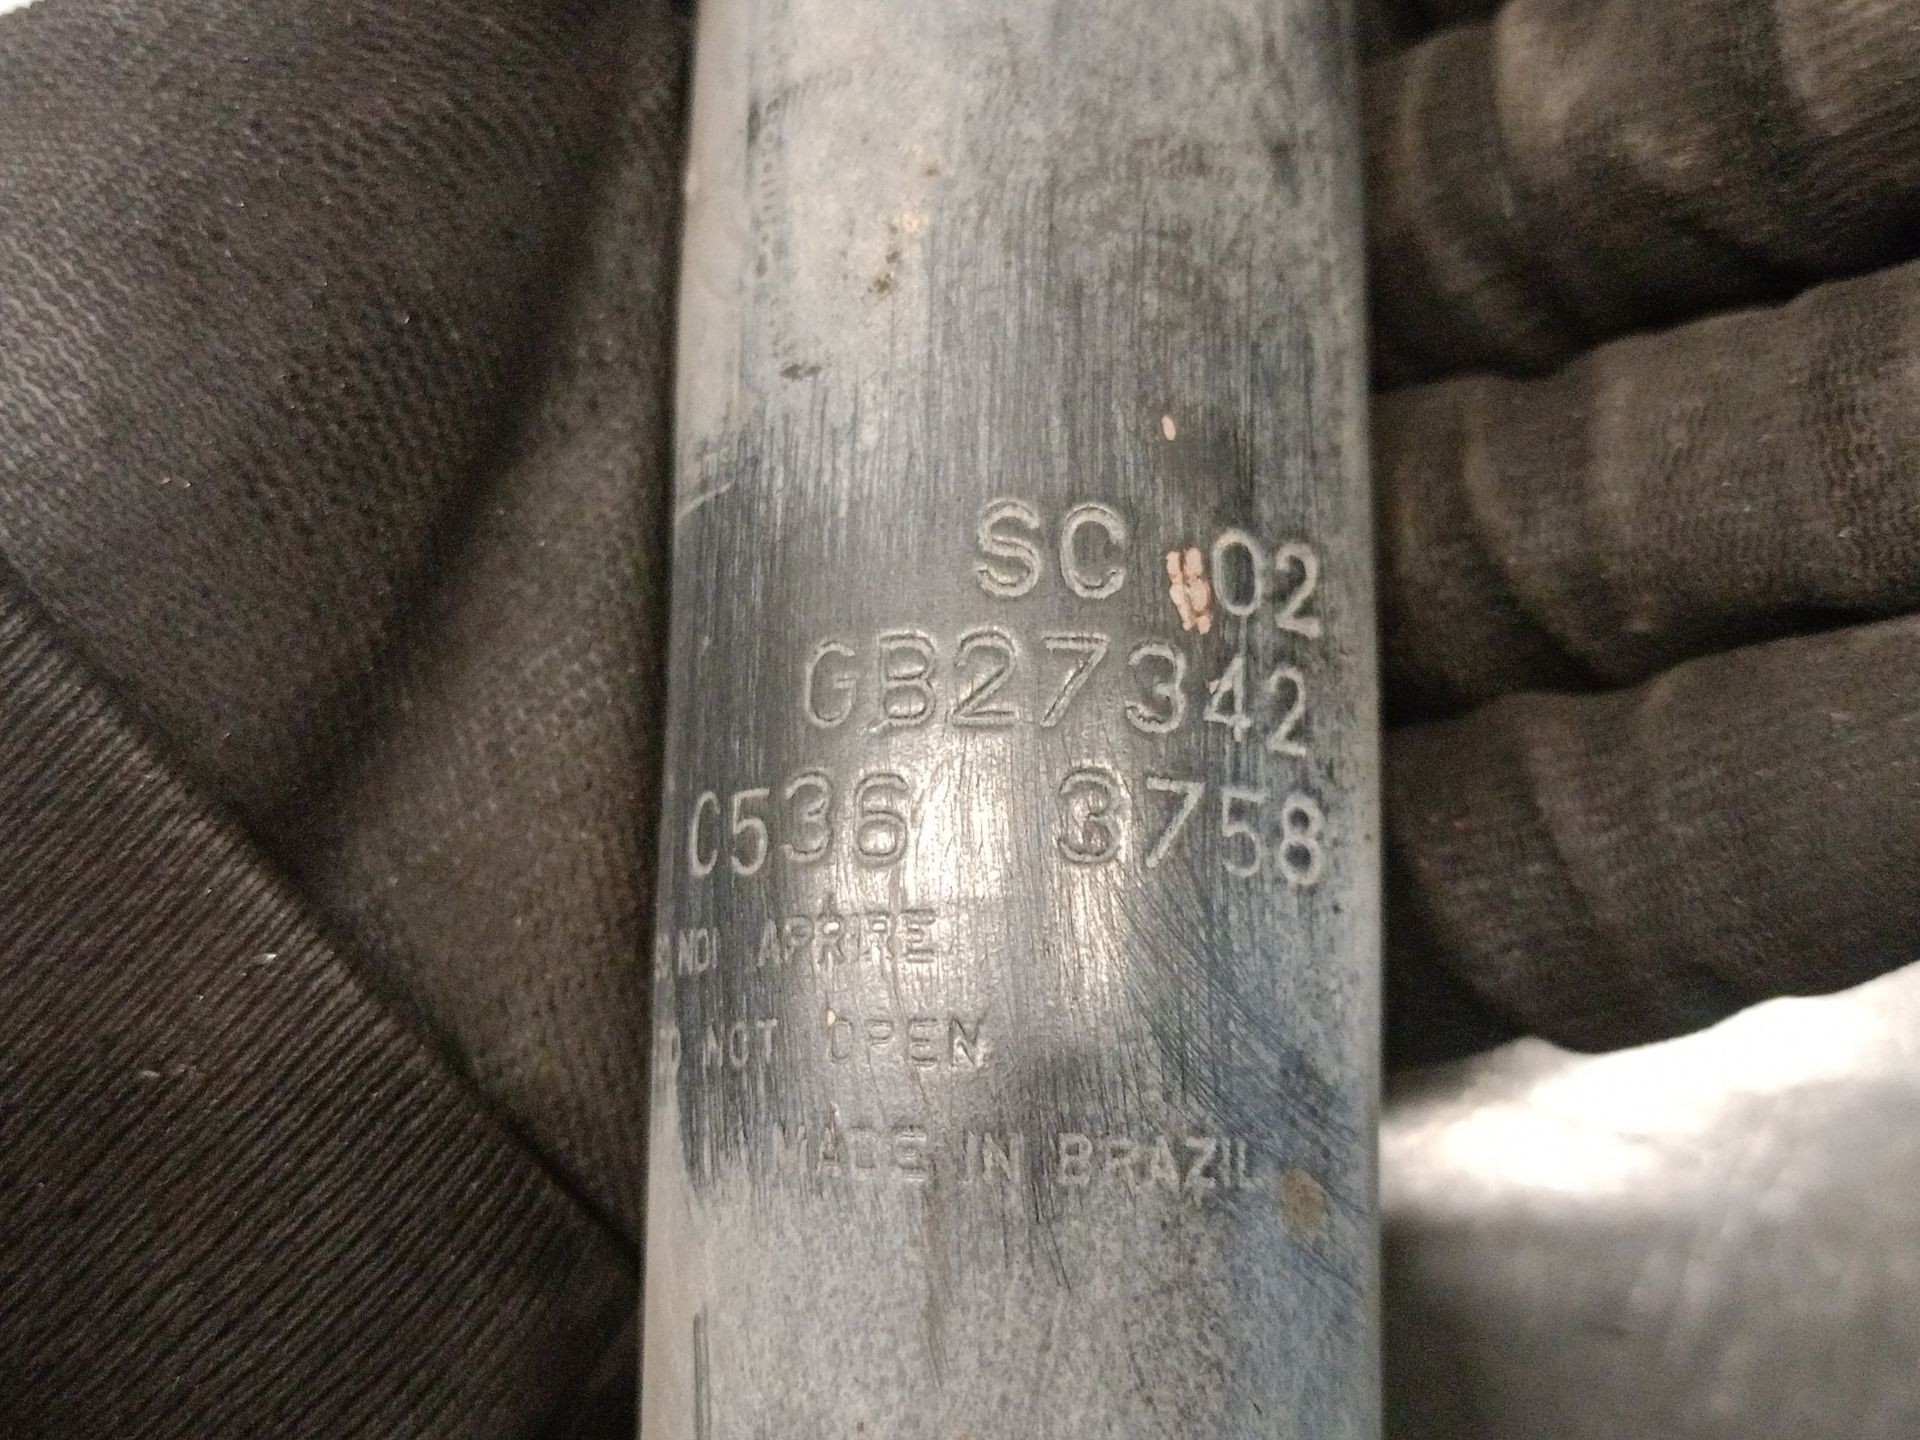 SC 02
GB27342
C536 3758
NON APRIRE
DO NOT OPEN
MADE IN BRAZIL